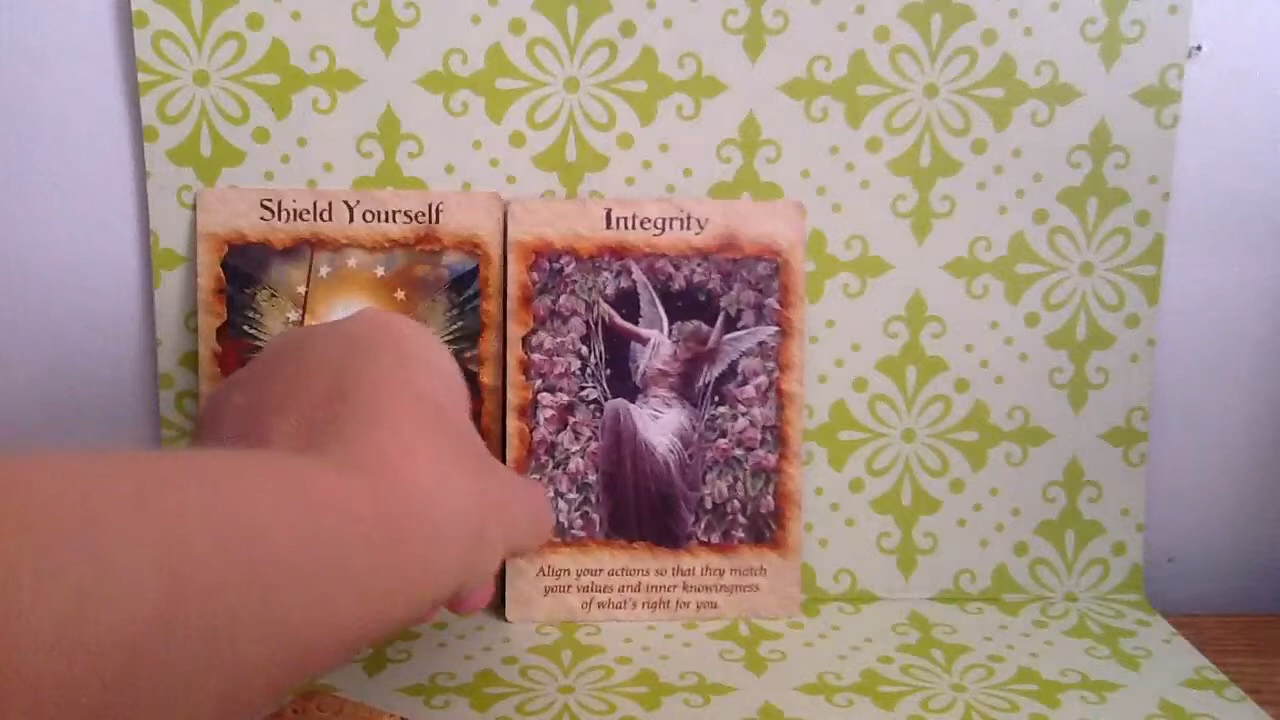 Shield Yourself
Integrity
Align your actions so that they match
your values and inner knowingness
of what's right for you.